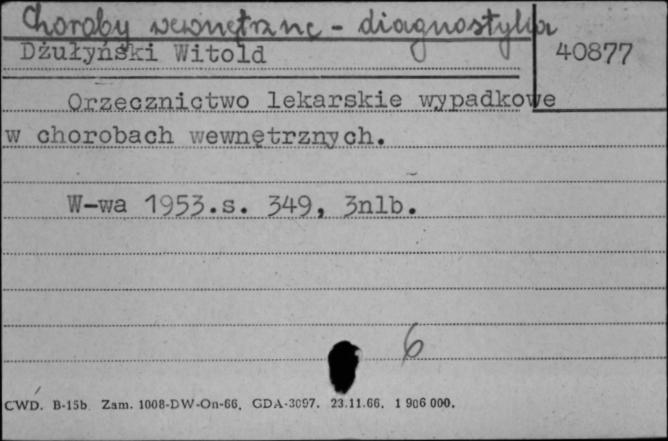 Choroby wewnętrzne - diagnostyka
Dżułyński Witold
40877
Orzecznictwo lekarskie wypadkowe
w chorobach wewnętrznych.
W-wa 1953.s. 349, 3nlb.
6
CWD. B-15b Zam. 1008-DW-On-66. GDA-3097. 23.11.66. 1 906 000.